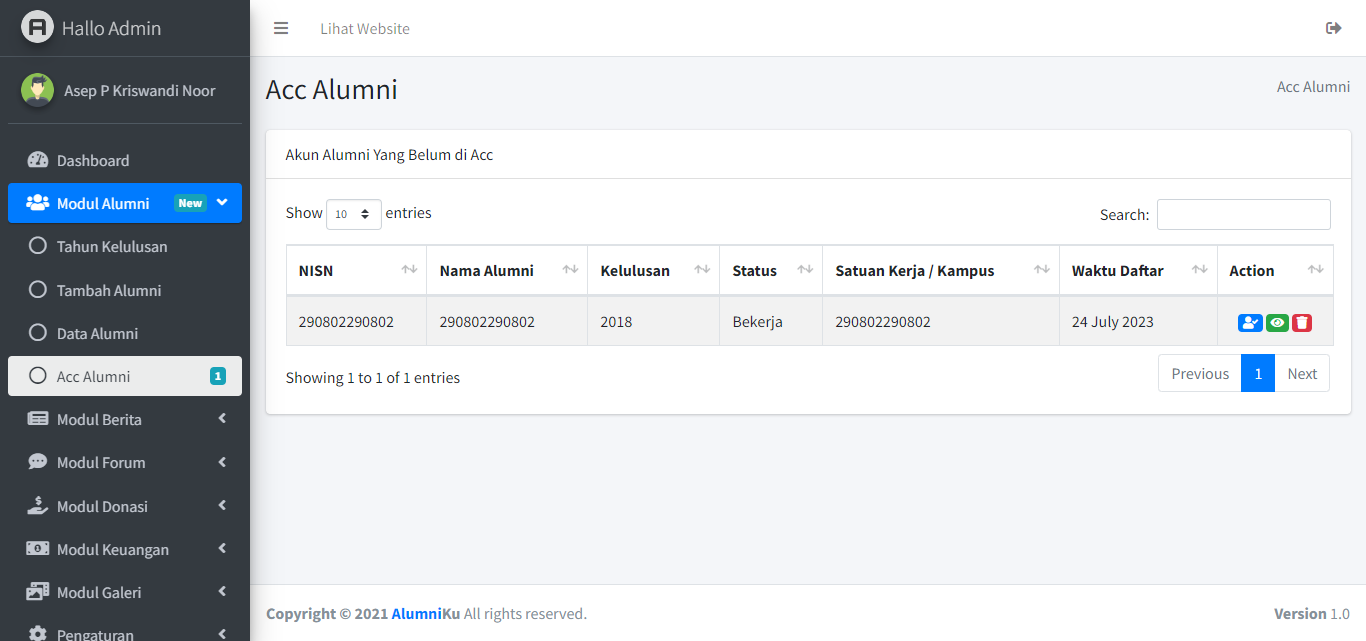 Hallo Admin
Lihat Website
Asep P Kriswandi Noor
Acc Alumni
Acc Alumni
Dashboard
Modul Alumni New
Tahun Kelulusan
Tambah Alumni
Data Alumni
Acc Alumni 1
Modul Berita
Modul Forum
Modul Donasi
Modul Keuangan
Modul Galeri
Pengaturan
Akun Alumni Yang Belum di Acc
Show 10 entries
Search:
NISN Nama Alumni Kelulusan Status Satuan Kerja / Kampus Waktu Daftar Action
290802290802 290802290802 2018 Bekerja 290802290802 24 July 2023
Showing 1 to 1 of 1 entries
Previous 1 Next
Copyright © 2021 AlumniKu All rights reserved.
Version 1.0